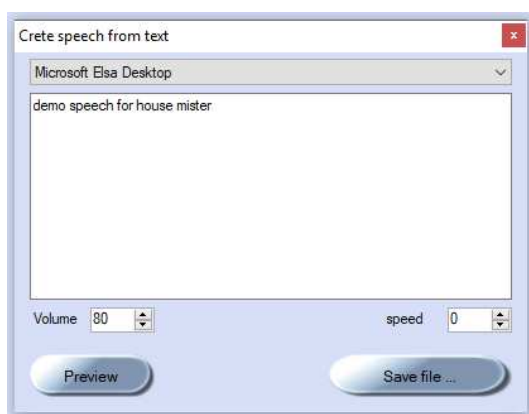 Crete speech from text
x
Microsoft Elsa Desktop
demo speech for house mister
Volume 80 speed 0
Preview Save file ...